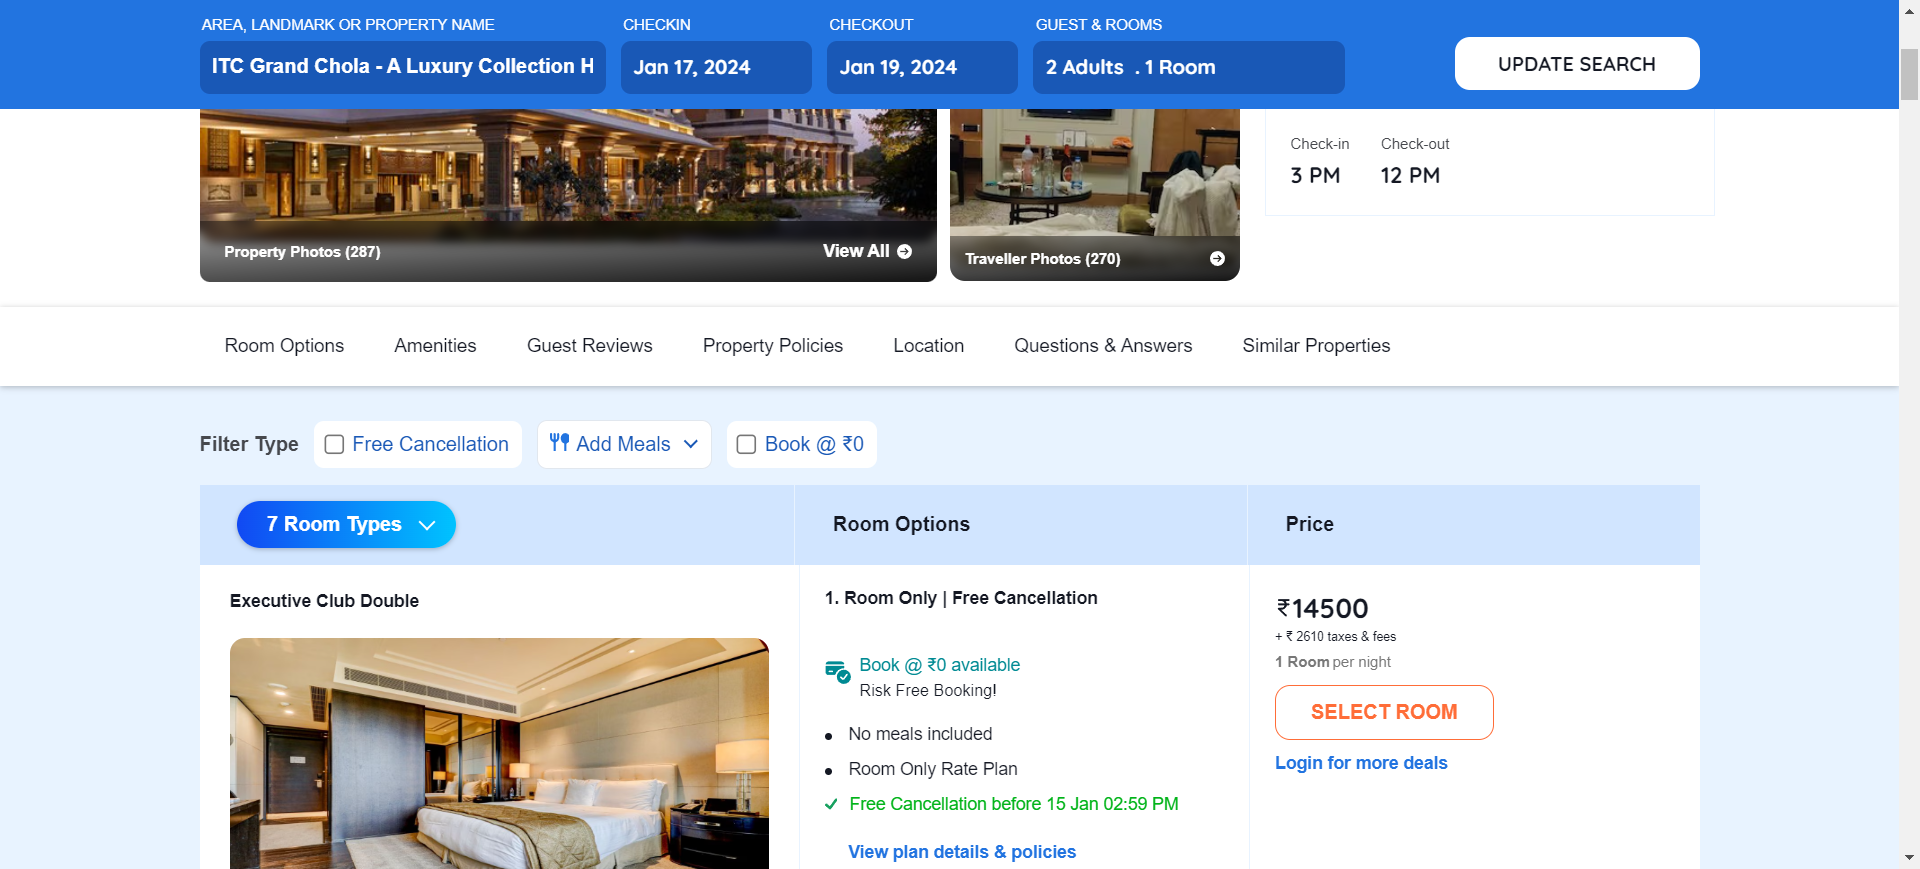 AREA, LANDMARK OR PROPERTY NAME
CHECKIN
CHECKOUT
GUEST & ROOMS
ITC Grand Chola - A Luxury Collection H
Jan 17, 2024
Jan 19, 2024
2 Adults . 1 Room
UPDATE SEARCH
Check-in
Check-out
3 PM
12 PM
Property Photos (287)
View All
Traveller Photos (270)
Room Options
Amenities
Guest Reviews
Property Policies
Location
Questions & Answers
Similar Properties
Filter Type
Free Cancellation
Add Meals
Book @ ₹0
7 Room Types
Room Options
Price
Executive Club Double
1. Room Only | Free Cancellation
Book @ ₹0 available
Risk Free Booking!
No meals included
Room Only Rate Plan
Free Cancellation before 15 Jan 02:59 PM
View plan details & policies
₹14500
+ ₹ 2610 taxes & fees
1 Room per night
SELECT ROOM
Login for more deals